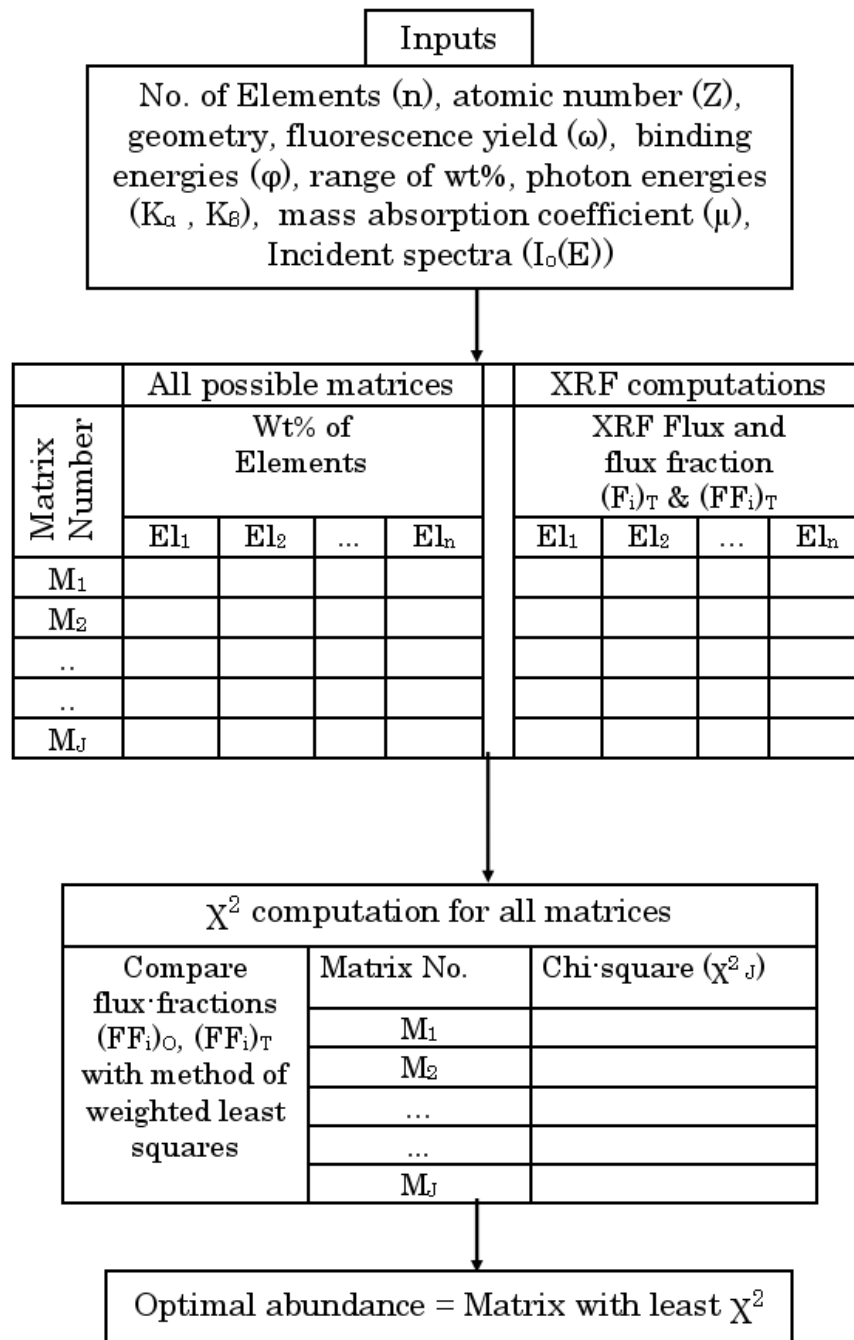 Inputs
No. of Elements (n), atomic number (Z),
geometry, fluorescence yield (ω), binding
energies (φ), range of wt%, photon energies
(Kα , Kβ), mass absorption coefficient (μ),
Incident spectra (I₀(E))
All possible matrices
XRF computations
Matrix
Number
Wt% of
Elements
XRF Flux and
flux fraction
(Fᵢ)T & (FFᵢ)T
El₁ El₂ ... Elₙ El₁ El₂ ... Elₙ
M₁
M₂
..
..
MJ
χ² computation for all matrices
Compare
flux-fractions
(FFᵢ)O, (FFᵢ)T
with method of
weighted least
squares
Matrix No. Chi-square (χ² J)
M₁
M₂
...
...
MJ
Optimal abundance = Matrix with least χ²